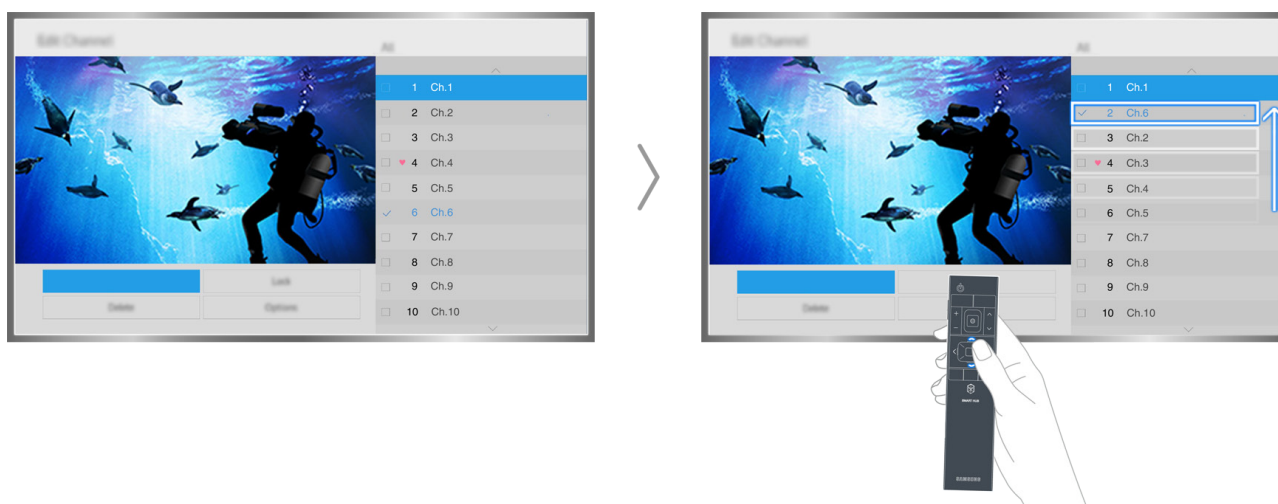 Edit Channel
All
1 Ch.1
2 Ch.2
3 Ch.3
4 Ch.4
5 Ch.5
6 Ch.6
7 Ch.7
8 Ch.8
9 Ch.9
10 Ch.10
Lock
Delete
Options
Edit Channel
All
1 Ch.1
2 Ch.6
3 Ch.2
4 Ch.3
5 Ch.4
6 Ch.5
7 Ch.7
8 Ch.8
9 Ch.9
10 Ch.10
Delete
SMART HUB
SAMSUNG